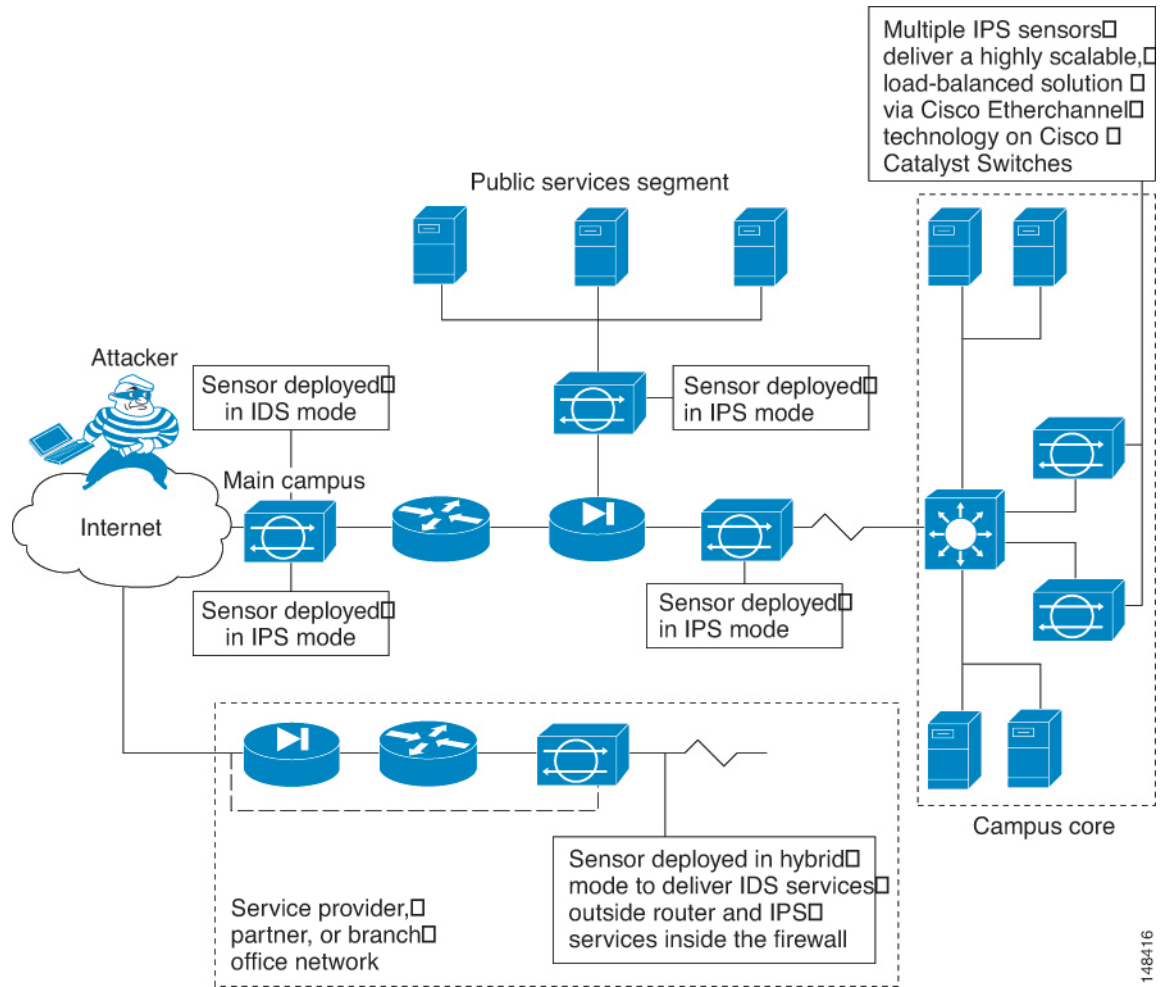 Multiple IPS sensors□
deliver a highly scalable,□
load-balanced solution □
via Cisco Etherchannel□
technology on Cisco □
Catalyst Switches
Public services segment
Attacker
Sensor deployed□
in IDS mode
Sensor deployed□
in IPS mode
Main campus
Internet
Sensor deployed□
in IPS mode
Sensor deployed□
in IPS mode
Campus core
Sensor deployed in hybrid□
mode to deliver IDS services□
outside router and IPS□
services inside the firewall
Service provider,□
partner, or branch□
office network
148416